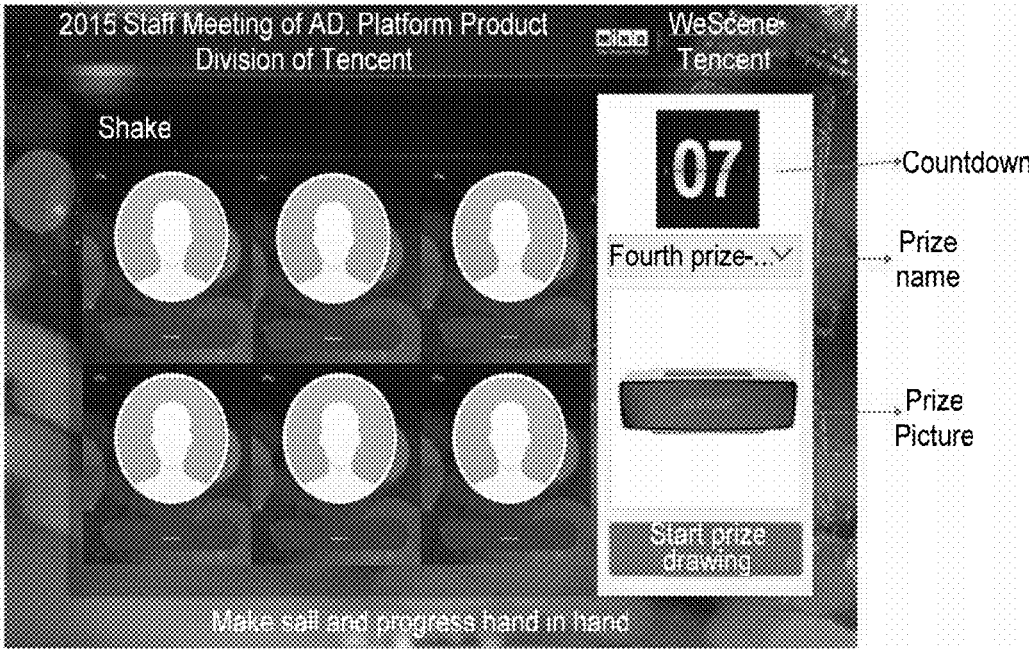 2015 Staff Meeting of AD. Platform Product
Division of Tencent
WeScene-
Tencent
Shake
07
Countdown
Fourth prize-...
Prize
name
Prize
Picture
Start prize
drawing
Make sail and progress hand in hand